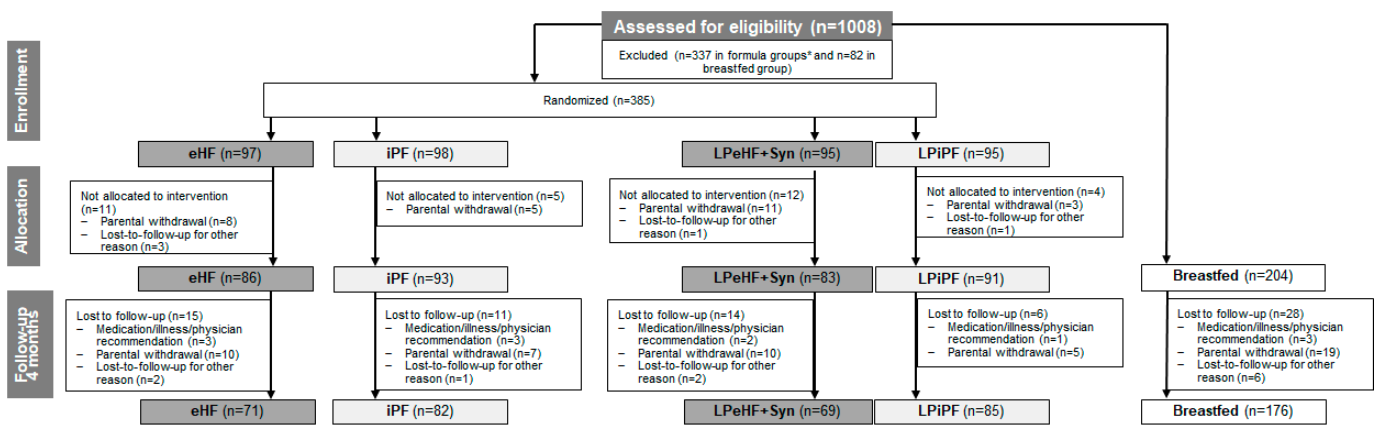 Assessed for eligibility (n=1008)
Enrollment
Excluded (n=337 in formula groups* and n=82 in
breastfed group)
Randomized (n=385)
eHF (n=97)
iPF (n=98)
LPeHF+Syn (n=95)
LPiPF (n=95)
Allocation
Not allocated to intervention
(n=11)
– Parental withdrawal (n=8)
– Lost-to-follow-up for other
reason (n=3)
Not allocated to intervention (n=5)
– Parental withdrawal (n=5)
Not allocated to intervention (n=12)
– Parental withdrawal (n=11)
– Lost-to-follow-up for other
reason (n=1)
Not allocated to intervention (n=4)
– Parental withdrawal (n=3)
– Lost-to-follow-up for other
reason (n=1)
eHF (n=86)
iPF (n=93)
LPeHF+Syn (n=83)
LPiPF (n=91)
Breastfed (n=204)
Follow-up
4 months
Lost to follow-up (n=15)
– Medication/illness/physician
recommendation (n=3)
– Parental withdrawal (n=10)
– Lost-to-follow-up for other
reason (n=2)
Lost to follow-up (n=11)
– Medication/illness/physician
recommendation (n=3)
– Parental withdrawal (n=7)
– Lost-to-follow-up for other
reason (n=1)
Lost to follow-up (n=14)
– Medication/illness/physician
recommendation (n=2)
– Parental withdrawal (n=10)
– Lost-to-follow-up for other
reason (n=2)
Lost to follow-up (n=6)
– Medication/illness/physician
recommendation (n=1)
– Parental withdrawal (n=5)
Lost to follow-up (n=28)
– Medication/illness/physician
recommendation (n=3)
– Parental withdrawal (n=19)
– Lost-to-follow-up for other
reason (n=6)
eHF (n=71)
iPF (n=82)
LPeHF+Syn (n=69)
LPiPF (n=85)
Breastfed (n=176)